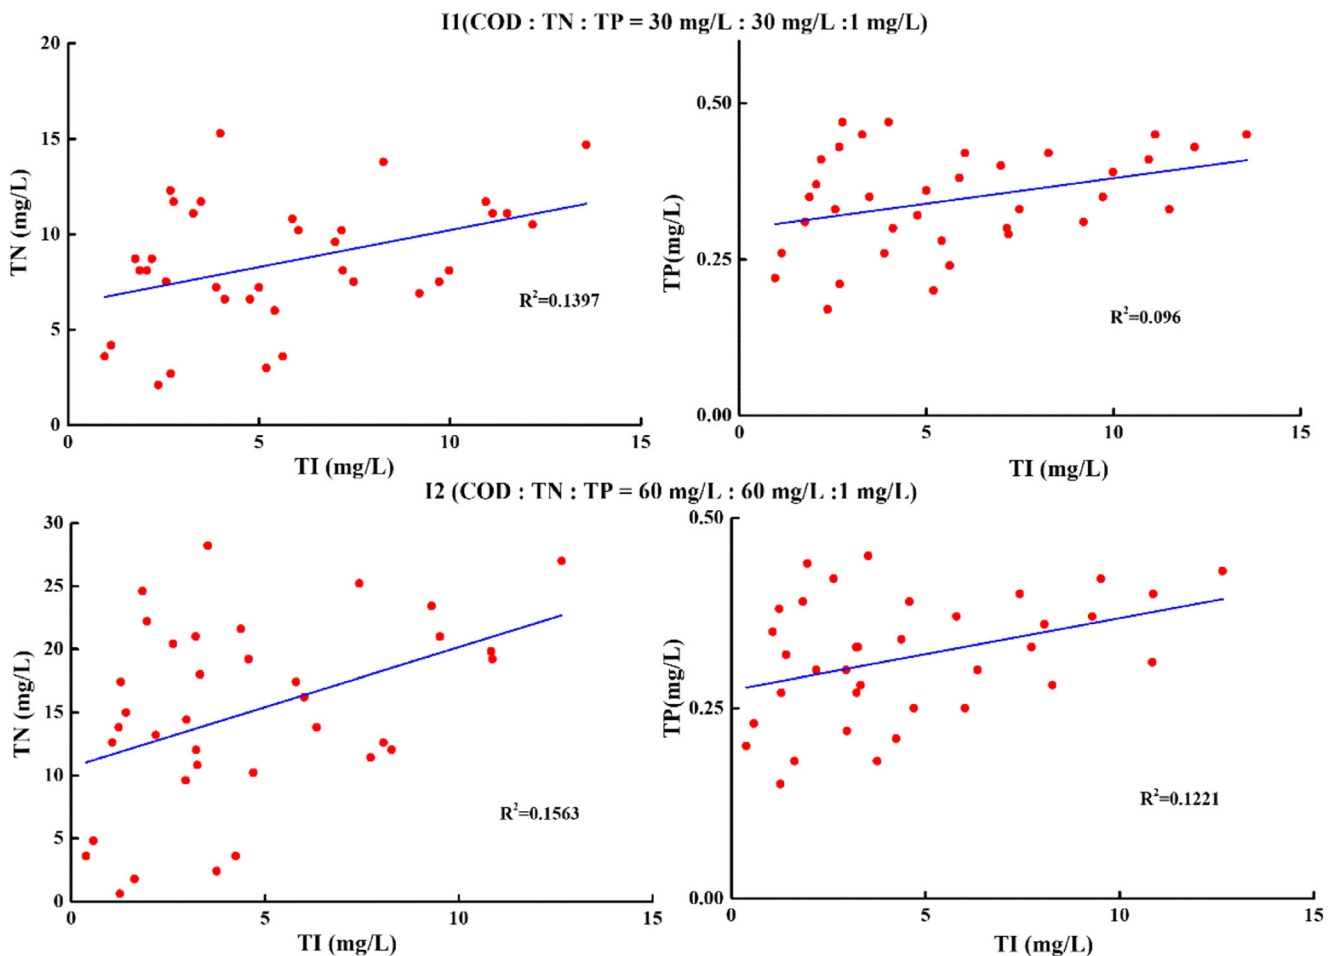 I1(COD : TN : TP = 30 mg/L : 30 mg/L :1 mg/L)
20
15
10
5
0
TN (mg/L)
R²=0.1397
0
5
10
15
TI (mg/L)
0.50
0.25
0.00
TP(mg/L)
R²=0.096
0
5
10
15
TI (mg/L)
I2 (COD : TN : TP = 60 mg/L : 60 mg/L :1 mg/L)
30
25
20
15
10
5
0
TN (mg/L)
R²=0.1563
0
5
10
15
TI (mg/L)
0.50
0.25
0.00
TP(mg/L)
R²=0.1221
0
5
10
15
TI (mg/L)